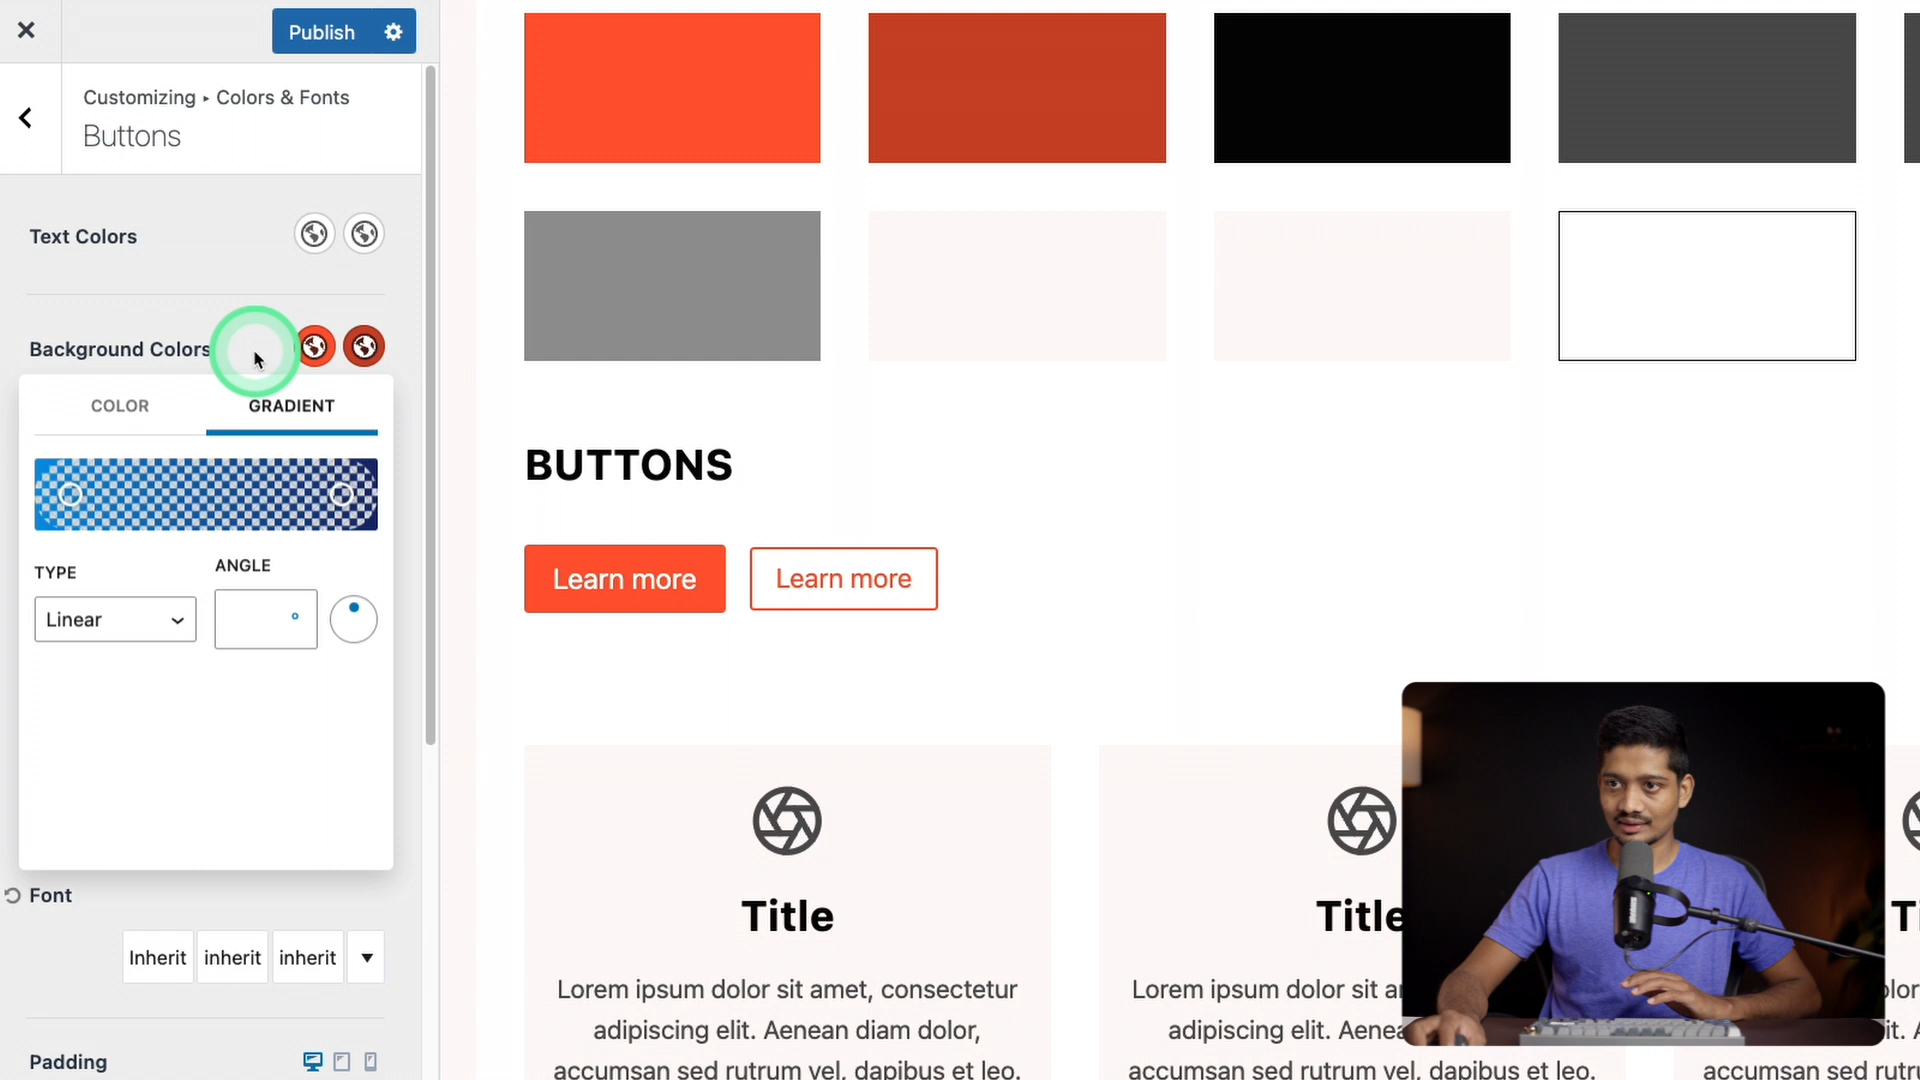 Publish
Customizing ▸ Colors & Fonts
Buttons
Text Colors
Background Colors
COLOR
GRADIENT
TYPE
ANGLE
Linear
°
Font
Inherit
inherit
inherit
Padding
BUTTONS
Learn more
Learn more
Title
Lorem ipsum dolor sit amet, consectetur
adipiscing elit. Aenean diam dolor,
accumsan sed rutrum vel, dapibus et leo.
Title
Lorem ipsum dolor sit
adipiscing elit.
accumsan sed rutrum vel, dapibus et leo.
accumsan sed